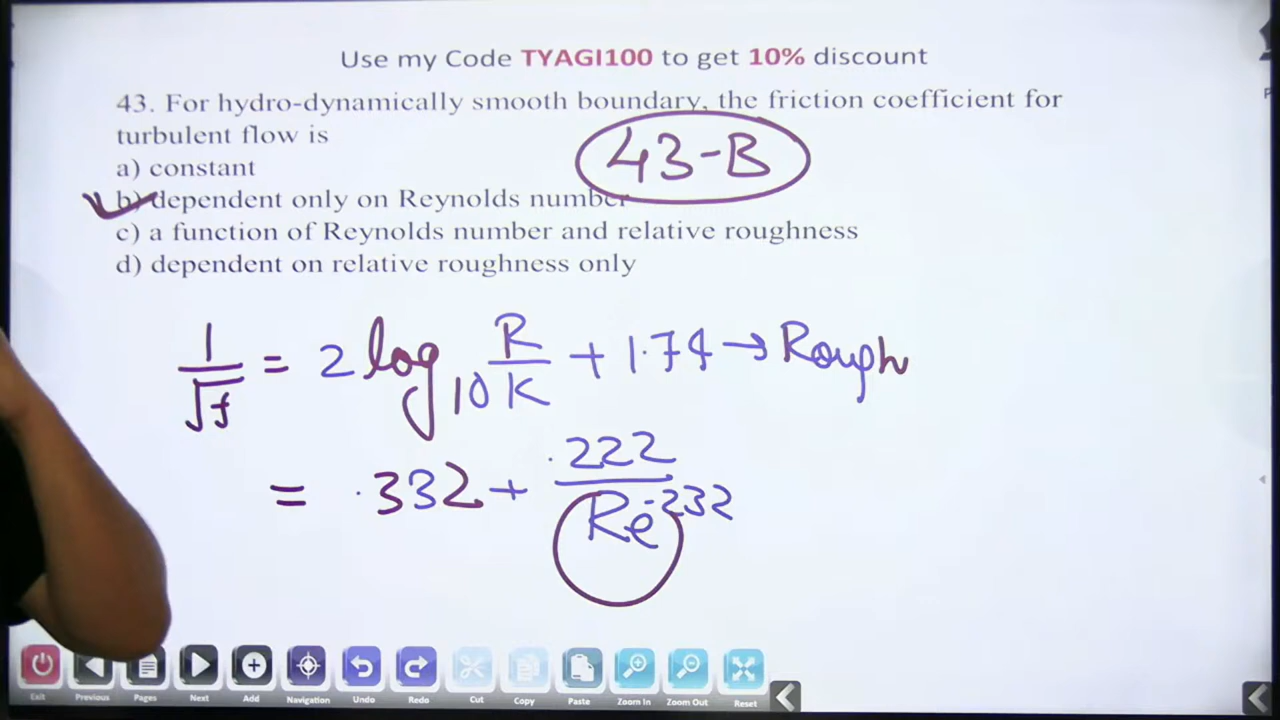 Use my Code TYAGI100 to get 10% discount
43. For hydro-dynamically smooth boundary, the friction coefficient for
turbulent flow is
43-B
a) constant
b) dependent only on Reynolds number
c) a function of Reynolds number and relative roughness
d) dependent on relative roughness only
1/√f = 2 log10 R/K + 1.74 → Rough
= .332 + .222/Re^.232
Exit Previous Pages Next Add Navigation Undo Redo Cut Copy Paste Zoom In Zoom Out Reset